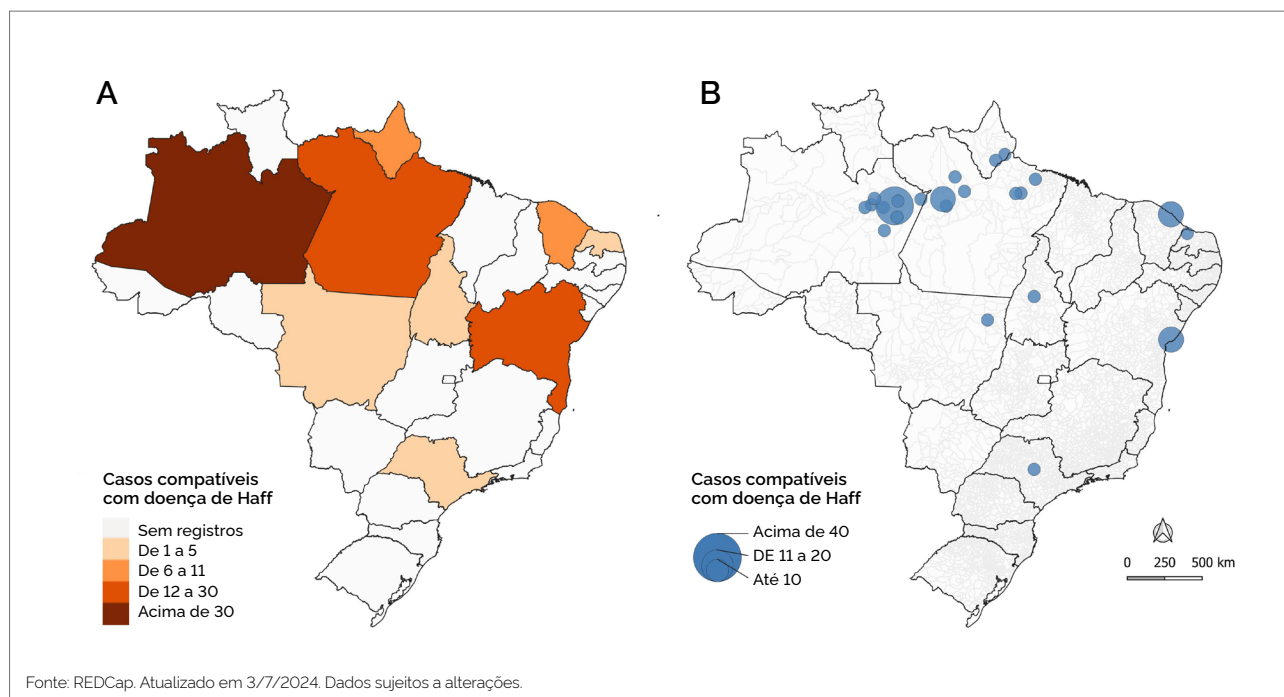 A
Casos compatíveis
com doença de Haff
Sem registros
De 1 a 5
De 6 a 11
De 12 a 30
Acima de 30
B
Casos compatíveis
com doença de Haff
Acima de 40
DE 11 a 20
Até 10
0 250 500 km
Fonte: REDCap. Atualizado em 3/7/2024. Dados sujeitos a alterações.